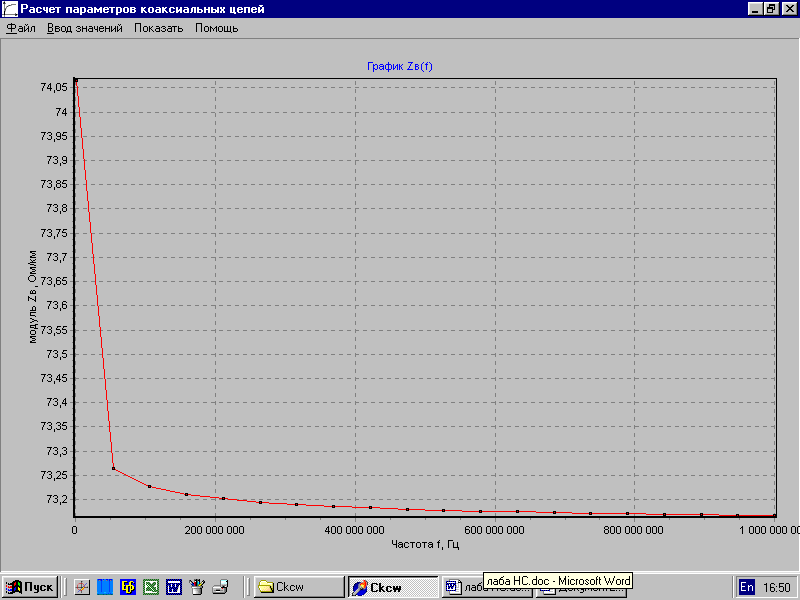 Расчет параметров коаксиальных цепей
Файл Ввод значений Показать Помощь
График Zв(f)
74,05
74
73,95
73,9
73,85
73,8
73,75
73,7
73,65
73,6
73,55
73,5
73,45
73,4
73,35
73,3
73,25
73,2
модуль Zв, Ом/км
0 200 000 000 400 000 000 600 000 000 800 000 000 1 000 000 00
Частота f, Гц
лаба НС.doc - Microsoft Word
Пуск Ckcw Ckcw En 16:50